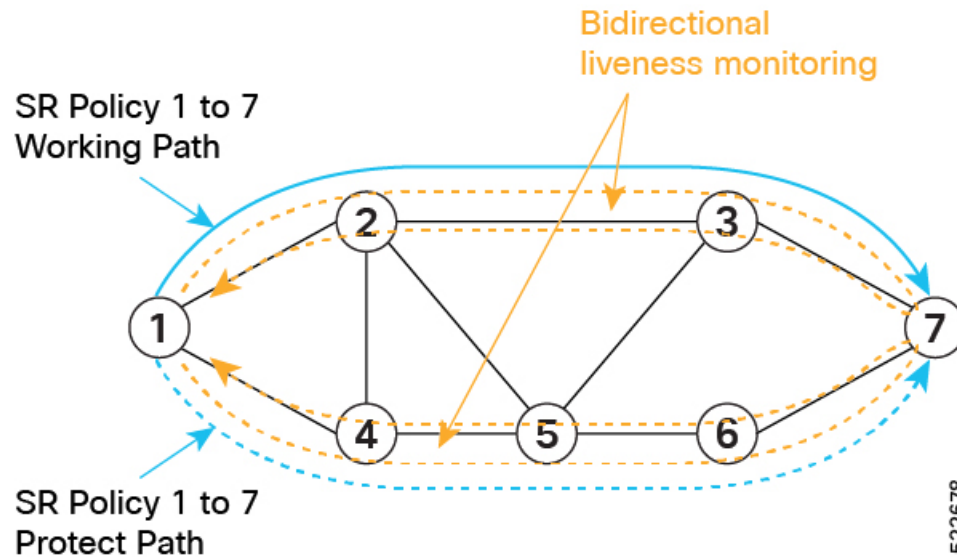 Bidirectional
liveness monitoring
SR Policy 1 to 7
Working Path
2
3
1
7
4
5
6
SR Policy 1 to 7
Protect Path
522678